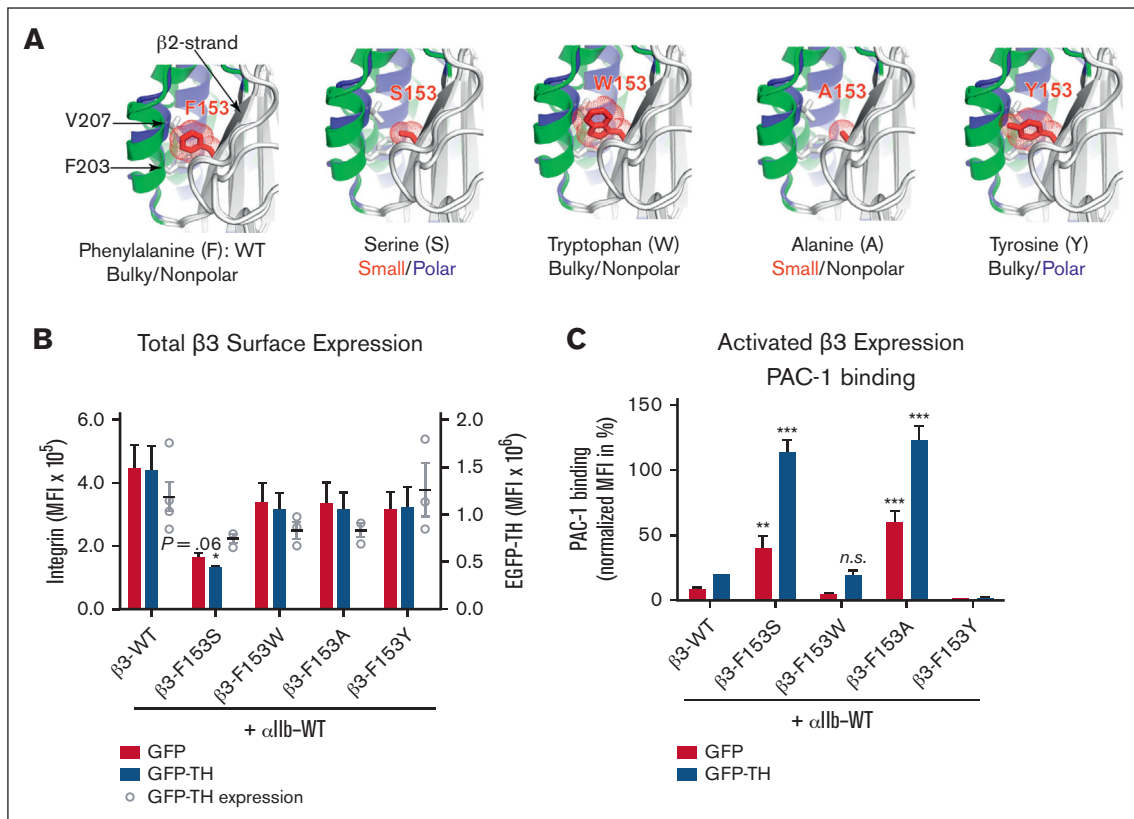 A
β2-strand
F153
V207
F203
S153
W153
A153
Y153
Phenylalanine (F): WT
Bulky/Nonpolar
Serine (S)
Small/Polar
Tryptophan (W)
Bulky/Nonpolar
Alanine (A)
Small/Nonpolar
Tyrosine (Y)
Bulky/Polar
B
Total β3 Surface Expression
Integrin (MFI x 10⁵)
6.0
4.0
2.0
0.0
P = .06
*
2.0
1.5
1.0
0.5
0.0
EGFP-TH (MFI x 10⁶)
β3-WT
β3-F153S
β3-F153W
β3-F153A
β3-F153Y
+ αIIb–WT
GFP
GFP-TH
GFP-TH expression
C
Activated β3 Expression
PAC-1 binding
PAC-1 binding
(normalized MFI in %)
150
100
50
0
**
***
n.s.
***
***
β3-WT
β3-F153S
β3-F153W
β3-F153A
β3-F153Y
+ αIIb–WT
GFP
GFP-TH